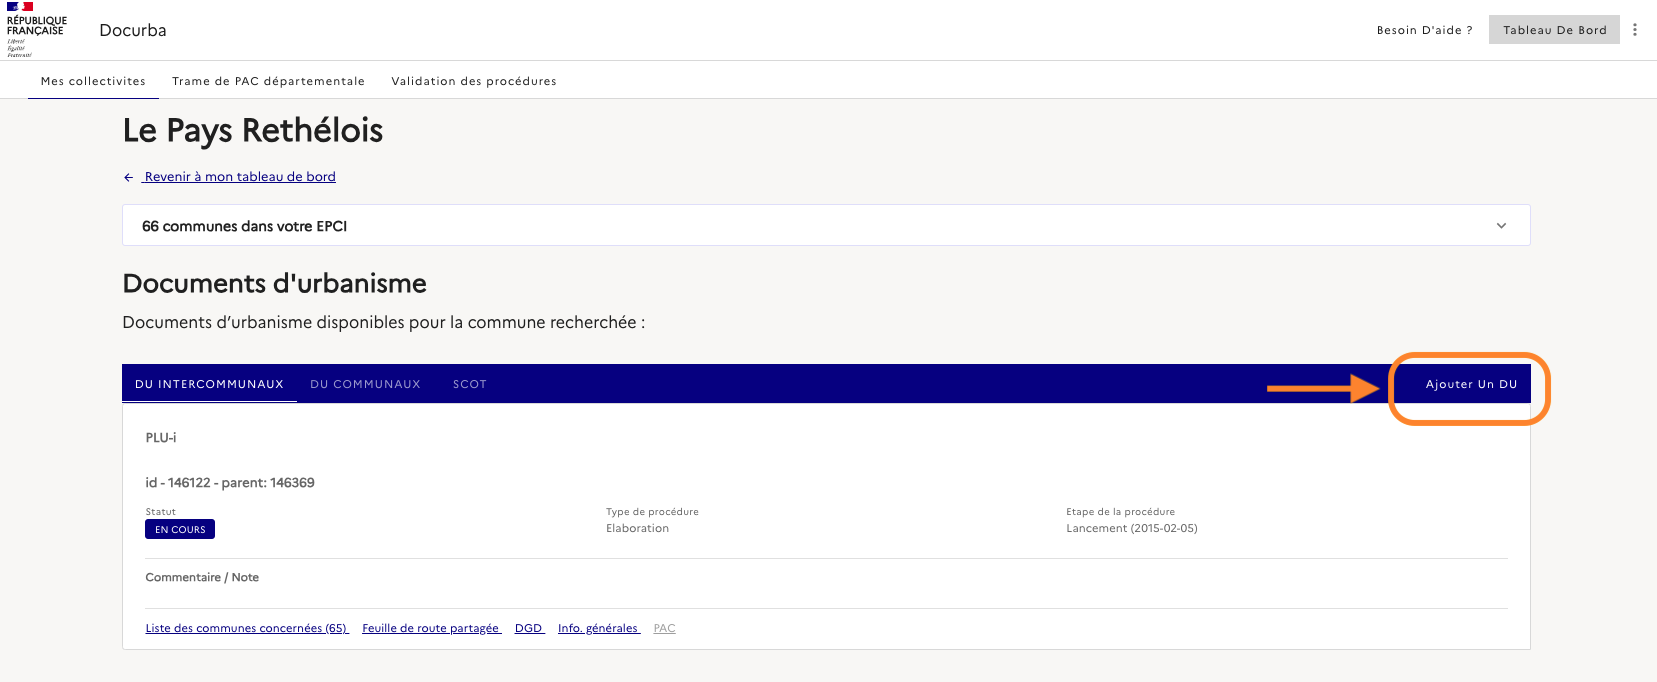 RÉPUBLIQUE
FRANÇAISE
Liberté
Égalité
Fraternité
Docurba
Besoin D'aide ?
Tableau De Bord
Mes collectivites
Trame de PAC départementale
Validation des procédures
Le Pays Rethélois
Revenir à mon tableau de bord
66 communes dans votre EPCI
Documents d'urbanisme
Documents d’urbanisme disponibles pour la commune recherchée :
DU INTERCOMMUNAUX
DU COMMUNAUX
SCOT
Ajouter Un DU
PLU-i
id - 146122 - parent: 146369
Statut
Type de procédure
Etape de la procédure
EN COURS
Elaboration
Lancement (2015-02-05)
Commentaire / Note
Liste des communes concernées (65)
Feuille de route partagée
DGD
Info. générales
PAC